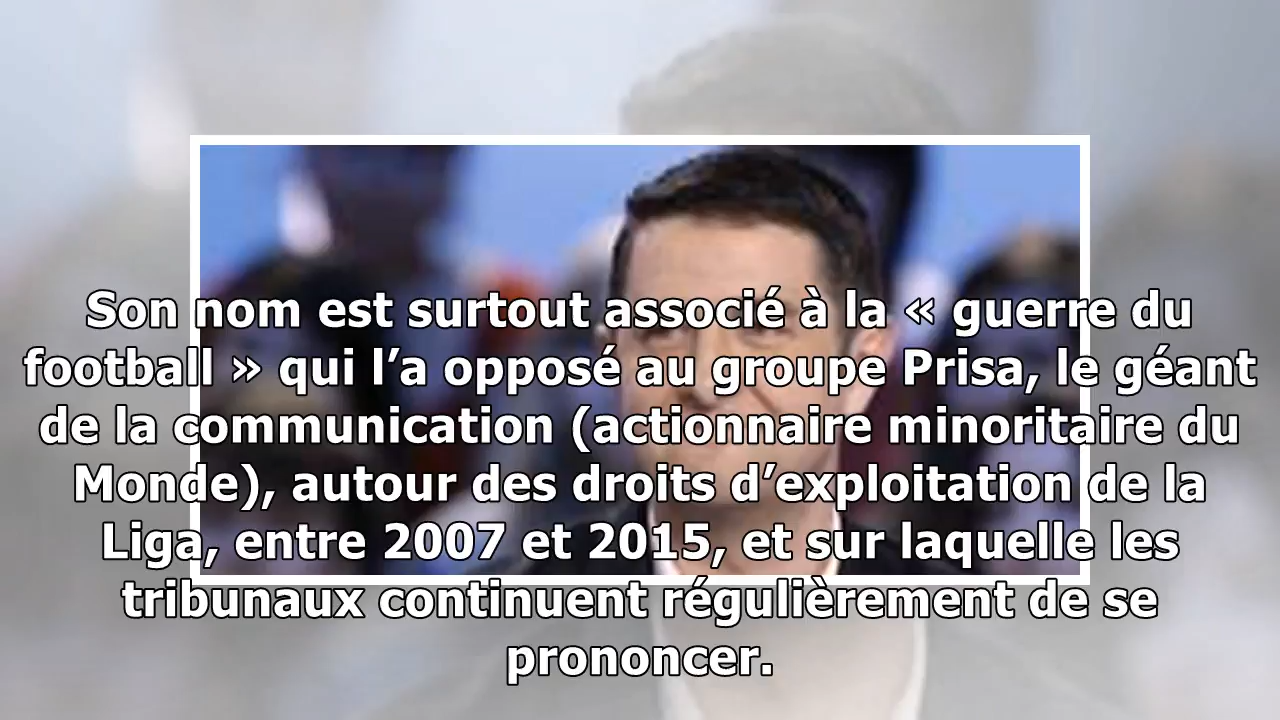 Son nom est surtout associé à la « guerre du
football » qui l’a opposé au groupe Prisa, le géant
de la communication (actionnaire minoritaire du
Monde), autour des droits d’exploitation de la
Liga, entre 2007 et 2015, et sur laquelle les
tribunaux continuent régulièrement de se
prononcer.